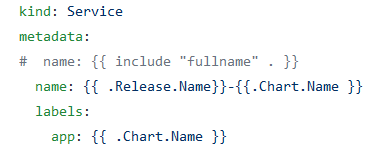 kind: Service
metadata:
#  name: {{ include "fullname" . }}
  name: {{ .Release.Name}}-{{.Chart.Name }}
  labels:
    app: {{ .Chart.Name }}